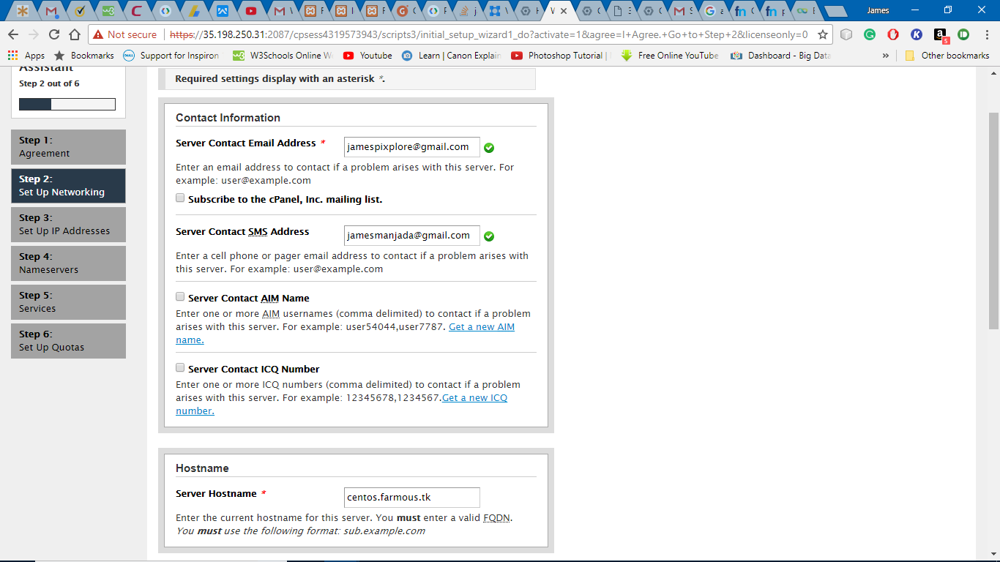 James
Not secure
https://35.198.250.31:2087/cpsess4319573943/scripts3/initial_setup_wizard1_do?activate=1&agree=I+Agree.+Go+to+Step+2&licenseonly=0
Apps
Bookmarks
Support for Inspiron
W3Schools Online W
Youtube
Learn | Canon Explain
Photoshop Tutorial |
Free Online YouTube
Dashboard - Big Data
»
Other bookmarks
Assistant
Step 2 out of 6
Step 1:
Agreement
Step 2:
Set Up Networking
Step 3:
Set Up IP Addresses
Step 4:
Nameservers
Step 5:
Services
Step 6:
Set Up Quotas
Required settings display with an asterisk *.
Contact Information
Server Contact Email Address * jamespixplore@gmail.com
Enter an email address to contact if a problem arises with this server. For
example: user@example.com
Subscribe to the cPanel, Inc. mailing list.
Server Contact SMS Address jamesmanjada@gmail.com
Enter a cell phone or pager email address to contact if a problem arises with
this server. For example: user@example.com
Server Contact AIM Name
Enter one or more AIM usernames (comma delimited) to contact if a problem
arises with this server. For example: user54044,user7787. Get a new AIM
name.
Server Contact ICQ Number
Enter one or more ICQ numbers (comma delimited) to contact if a problem
arises with this server. For example: 12345678,1234567.Get a new ICQ
number.
Hostname
Server Hostname * centos.farmous.tk
Enter the current hostname for this server. You must enter a valid FQDN.
You must use the following format: sub.example.com